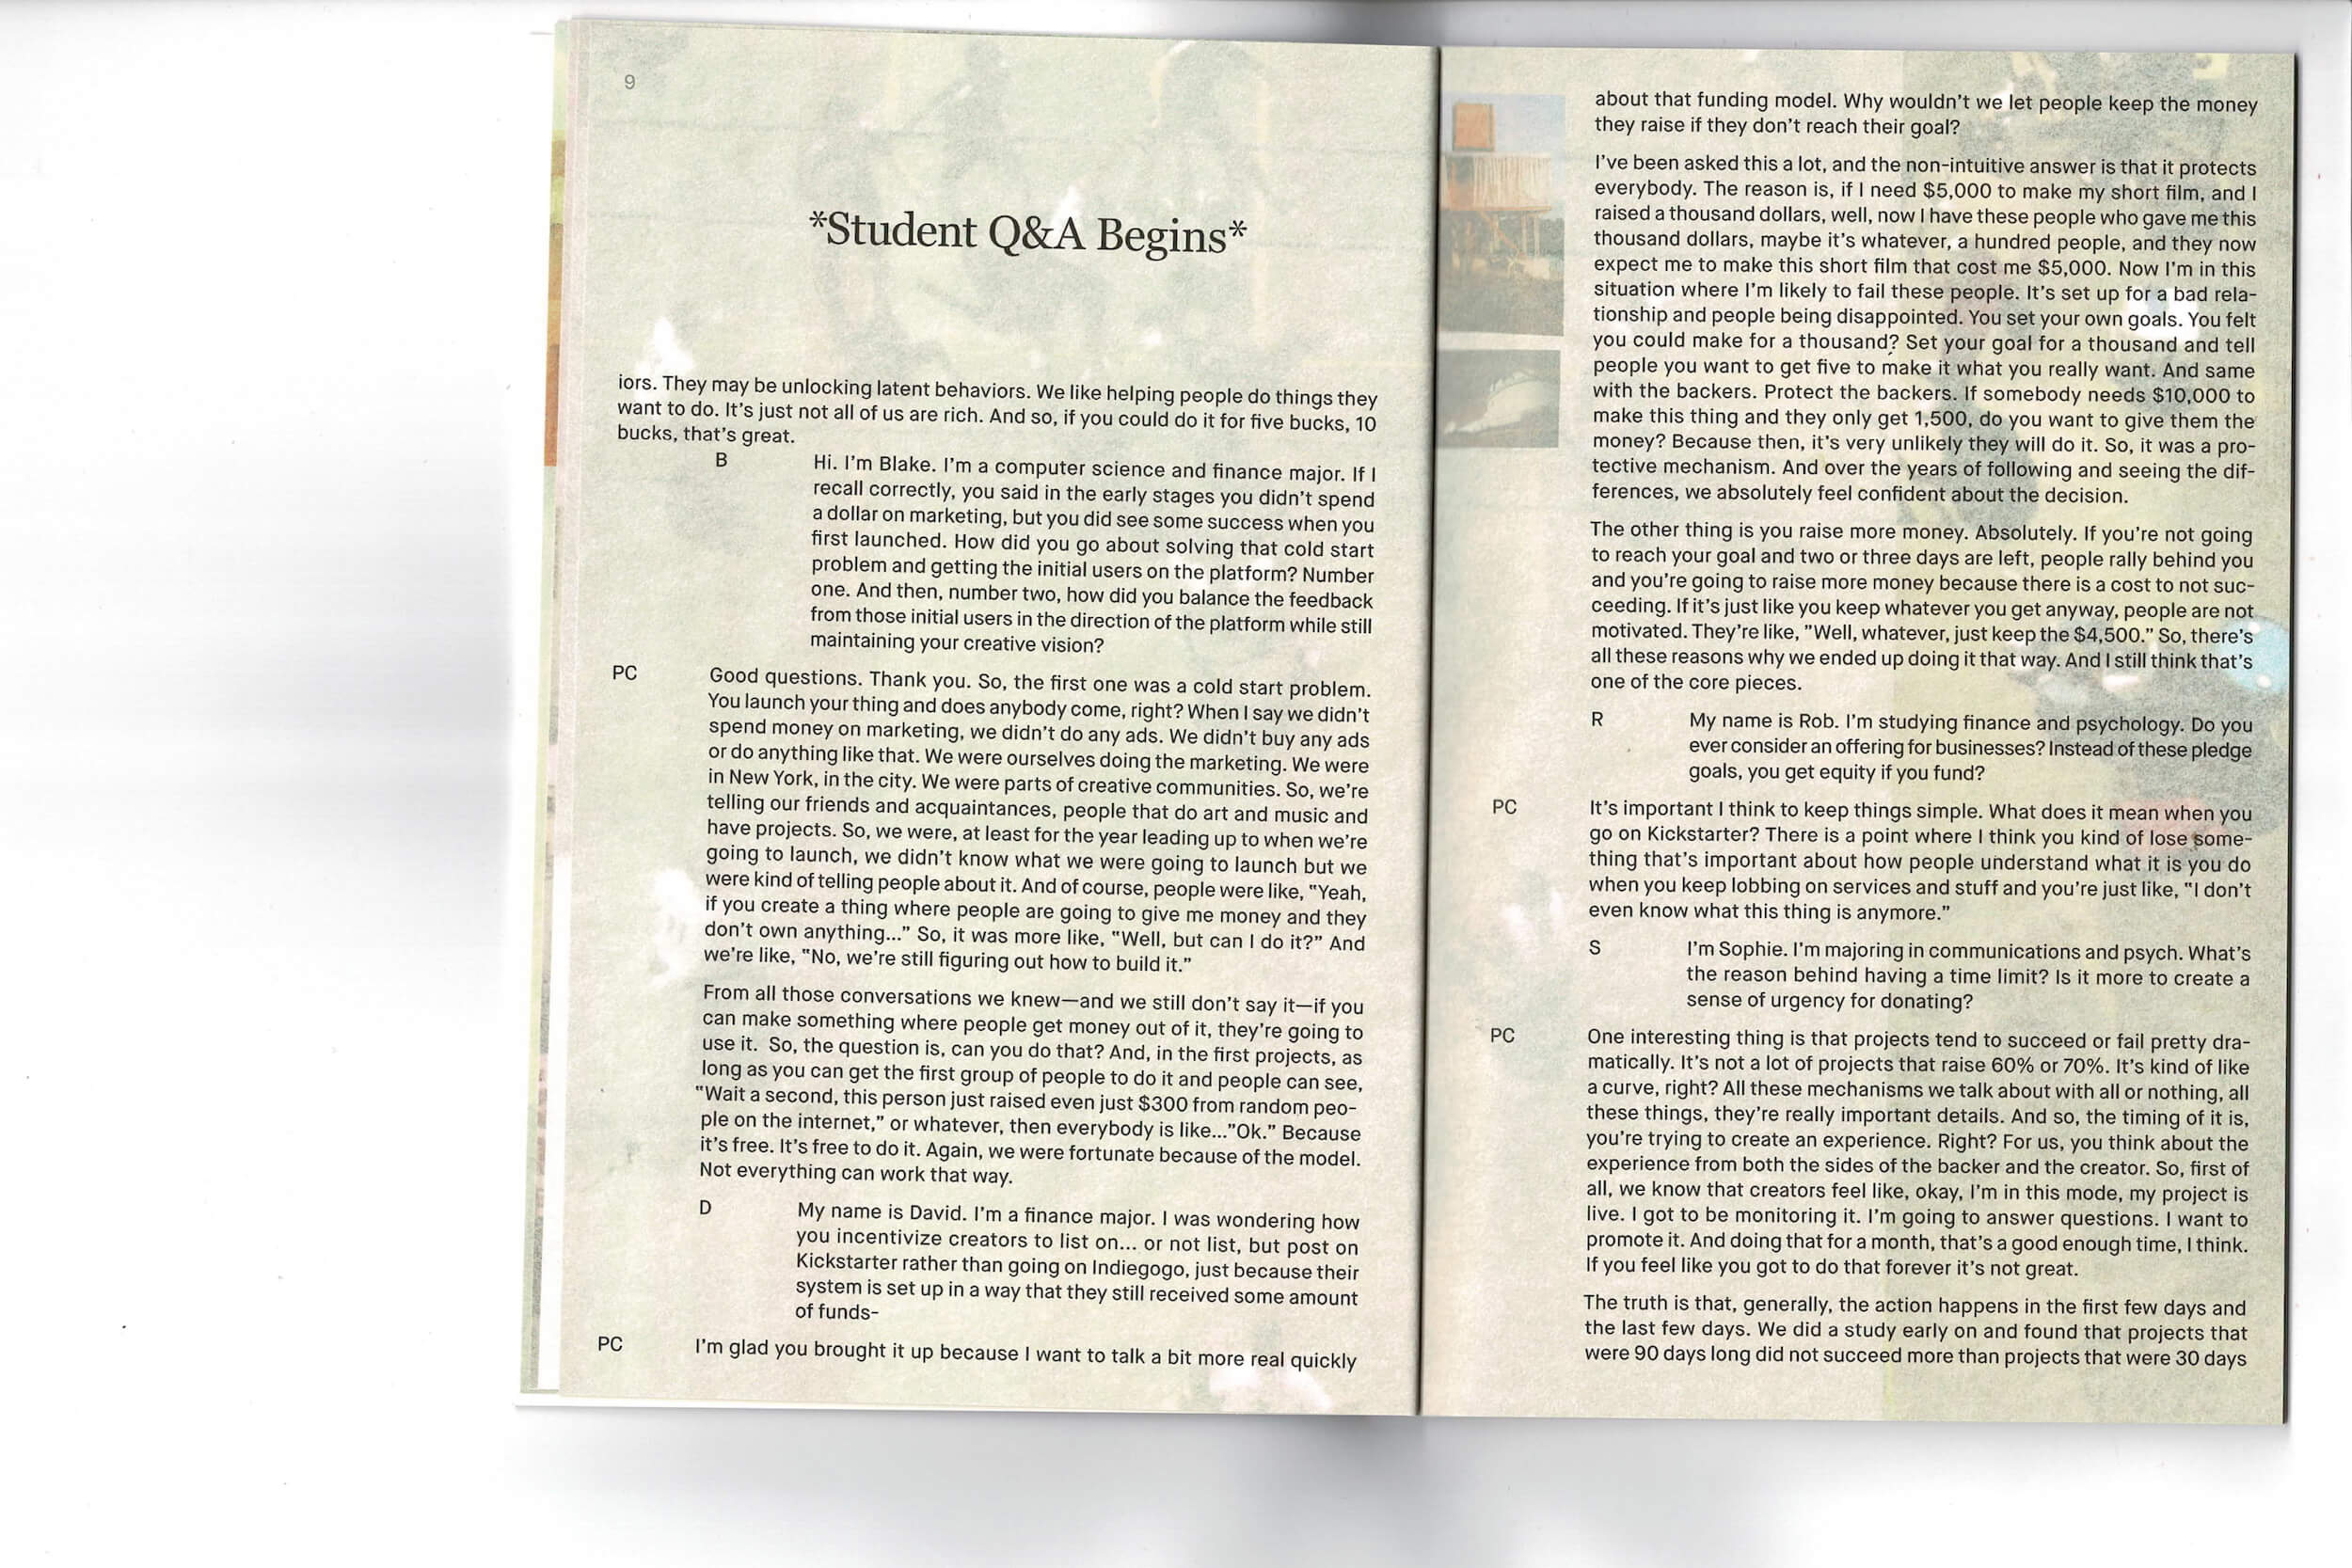 9
*Student Q&A Begins*
iors. They may be unlocking latent behaviors. We like helping people do things they
want to do. It's just not all of us are rich. And so, if you could do it for five bucks, 10
bucks, that's great.
B Hi. I'm Blake. I'm a computer science and finance major. If I
recall correctly, you said in the early stages you didn't spend
a dollar on marketing, but you did see some success when you
first launched. How did you go about solving that cold start
problem and getting the initial users on the platform? Number
one. And then, number two, how did you balance the feedback
from those initial users in the direction of the platform while still
maintaining your creative vision?
PC Good questions. Thank you. So, the first one was a cold start problem.
You launch your thing and does anybody come, right? When I say we didn't
spend money on marketing, we didn't do any ads. We didn't buy any ads
or do anything like that. We were ourselves doing the marketing. We were
in New York, in the city. We were parts of creative communities. So, we're
telling our friends and acquaintances, people that do art and music and
have projects. So, we were, at least for the year leading up to when we're
going to launch, we didn't know what we were going to launch but we
were kind of telling people about it. And of course, people were like, "Yeah,
if you create a thing where people are going to give me money and they
don't own anything..." So, it was more like, "Well, but can I do it?" And
we're like, "No, we're still figuring out how to build it."
From all those conversations we knew—and we still don't say it—if you
can make something where people get money out of it, they're going to
use it.  So, the question is, can you do that? And, in the first projects, as
long as you can get the first group of people to do it and people can see,
"Wait a second, this person just raised even just $300 from random peo-
ple on the internet," or whatever, then everybody is like..."Ok." Because
it's free. It's free to do it. Again, we were fortunate because of the model.
Not everything can work that way.
D My name is David. I'm a finance major. I was wondering how
you incentivize creators to list on... or not list, but post on
Kickstarter rather than going on Indiegogo, just because their
system is set up in a way that they still received some amount
of funds-
PC I'm glad you brought it up because I want to talk a bit more real quickly
about that funding model. Why wouldn't we let people keep the money
they raise if they don't reach their goal?
I've been asked this a lot, and the non-intuitive answer is that it protects
everybody. The reason is, if I need $5,000 to make my short film, and I
raised a thousand dollars, well, now I have these people who gave me this
thousand dollars, maybe it's whatever, a hundred people, and they now
expect me to make this short film that cost me $5,000. Now I'm in this
situation where I'm likely to fail these people. It's set up for a bad rela-
tionship and people being disappointed. You set your own goals. You felt
you could make for a thousand? Set your goal for a thousand and tell
people you want to get five to make it what you really want. And same
with the backers. Protect the backers. If somebody needs $10,000 to
make this thing and they only get 1,500, do you want to give them the
money? Because then, it's very unlikely they will do it. So, it was a pro-
tective mechanism. And over the years of following and seeing the dif-
ferences, we absolutely feel confident about the decision.
The other thing is you raise more money. Absolutely. If you're not going
to reach your goal and two or three days are left, people rally behind you
and you're going to raise more money because there is a cost to not suc-
ceeding. If it's just like you keep whatever you get anyway, people are not
motivated. They're like, "Well, whatever, just keep the $4,500." So, there's
all these reasons why we ended up doing it that way. And I still think that's
one of the core pieces.
R My name is Rob. I'm studying finance and psychology. Do you
ever consider an offering for businesses? Instead of these pledge
goals, you get equity if you fund?
PC It's important I think to keep things simple. What does it mean when you
go on Kickstarter? There is a point where I think you kind of lose some-
thing that's important about how people understand what it is you do
when you keep lobbing on services and stuff and you're just like, "I don't
even know what this thing is anymore."
S I'm Sophie. I'm majoring in communications and psych. What's
the reason behind having a time limit? Is it more to create a
sense of urgency for donating?
PC One interesting thing is that projects tend to succeed or fail pretty dra-
matically. It's not a lot of projects that raise 60% or 70%. It's kind of like
a curve, right? All these mechanisms we talk about with all or nothing, all
these things, they're really important details. And so, the timing of it is,
you're trying to create an experience. Right? For us, you think about the
experience from both the sides of the backer and the creator. So, first of
all, we know that creators feel like, okay, I'm in this mode, my project is
live. I got to be monitoring it. I'm going to answer questions. I want to
promote it. And doing that for a month, that's a good enough time, I think.
If you feel like you got to do that forever it's not great.
The truth is that, generally, the action happens in the first few days and
the last few days. We did a study early on and found that projects that
were 90 days long did not succeed more than projects that were 30 days